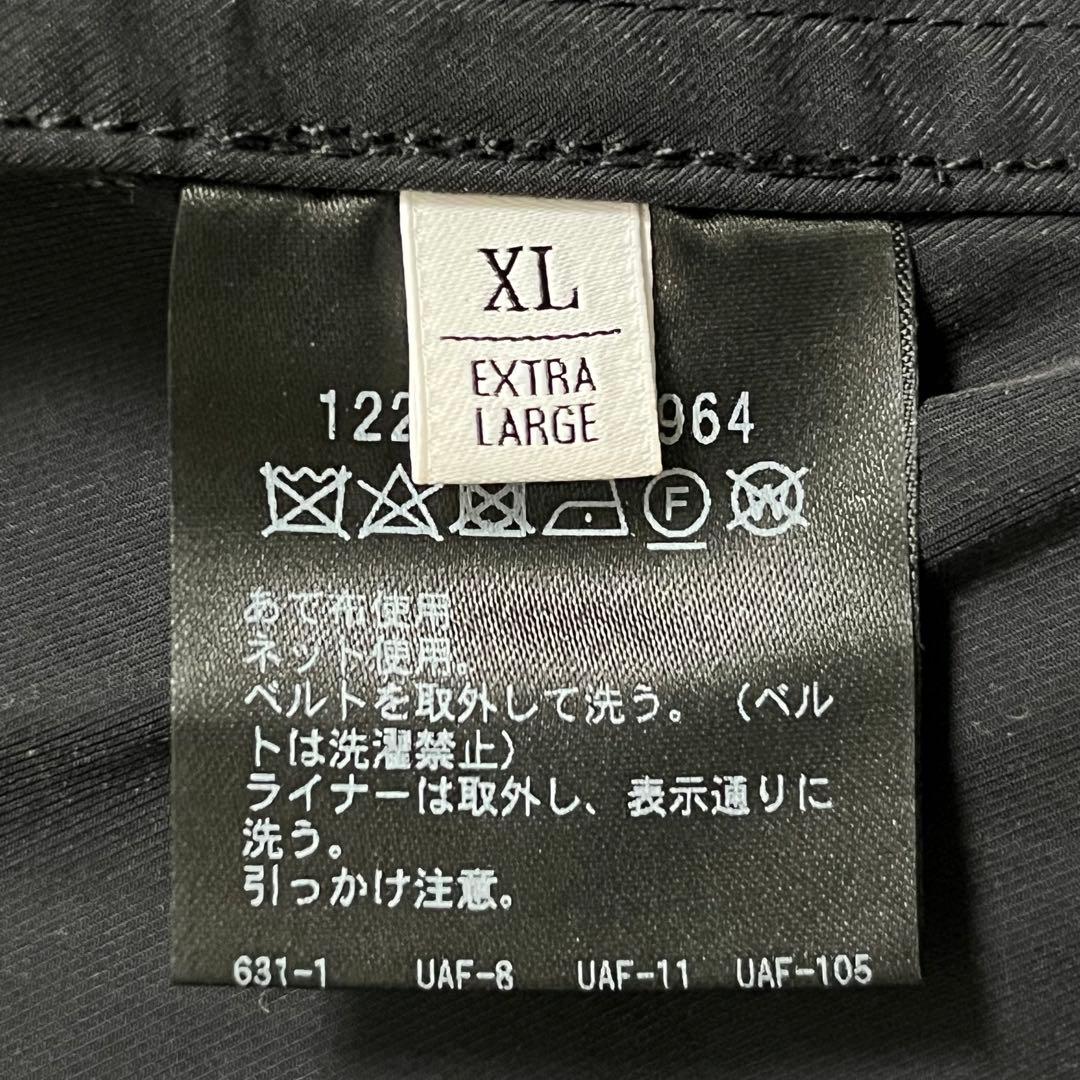 XL
EXTRA
LARGE
122 964
F W
あて布使用
ネット使用。
ベルトを取外して洗う。（ベル
トは洗濯禁止）
ライナーは取外し、表示通りに
洗う。
引っかけ注意。
631-1 UAF-8 UAF-11 UAF-105